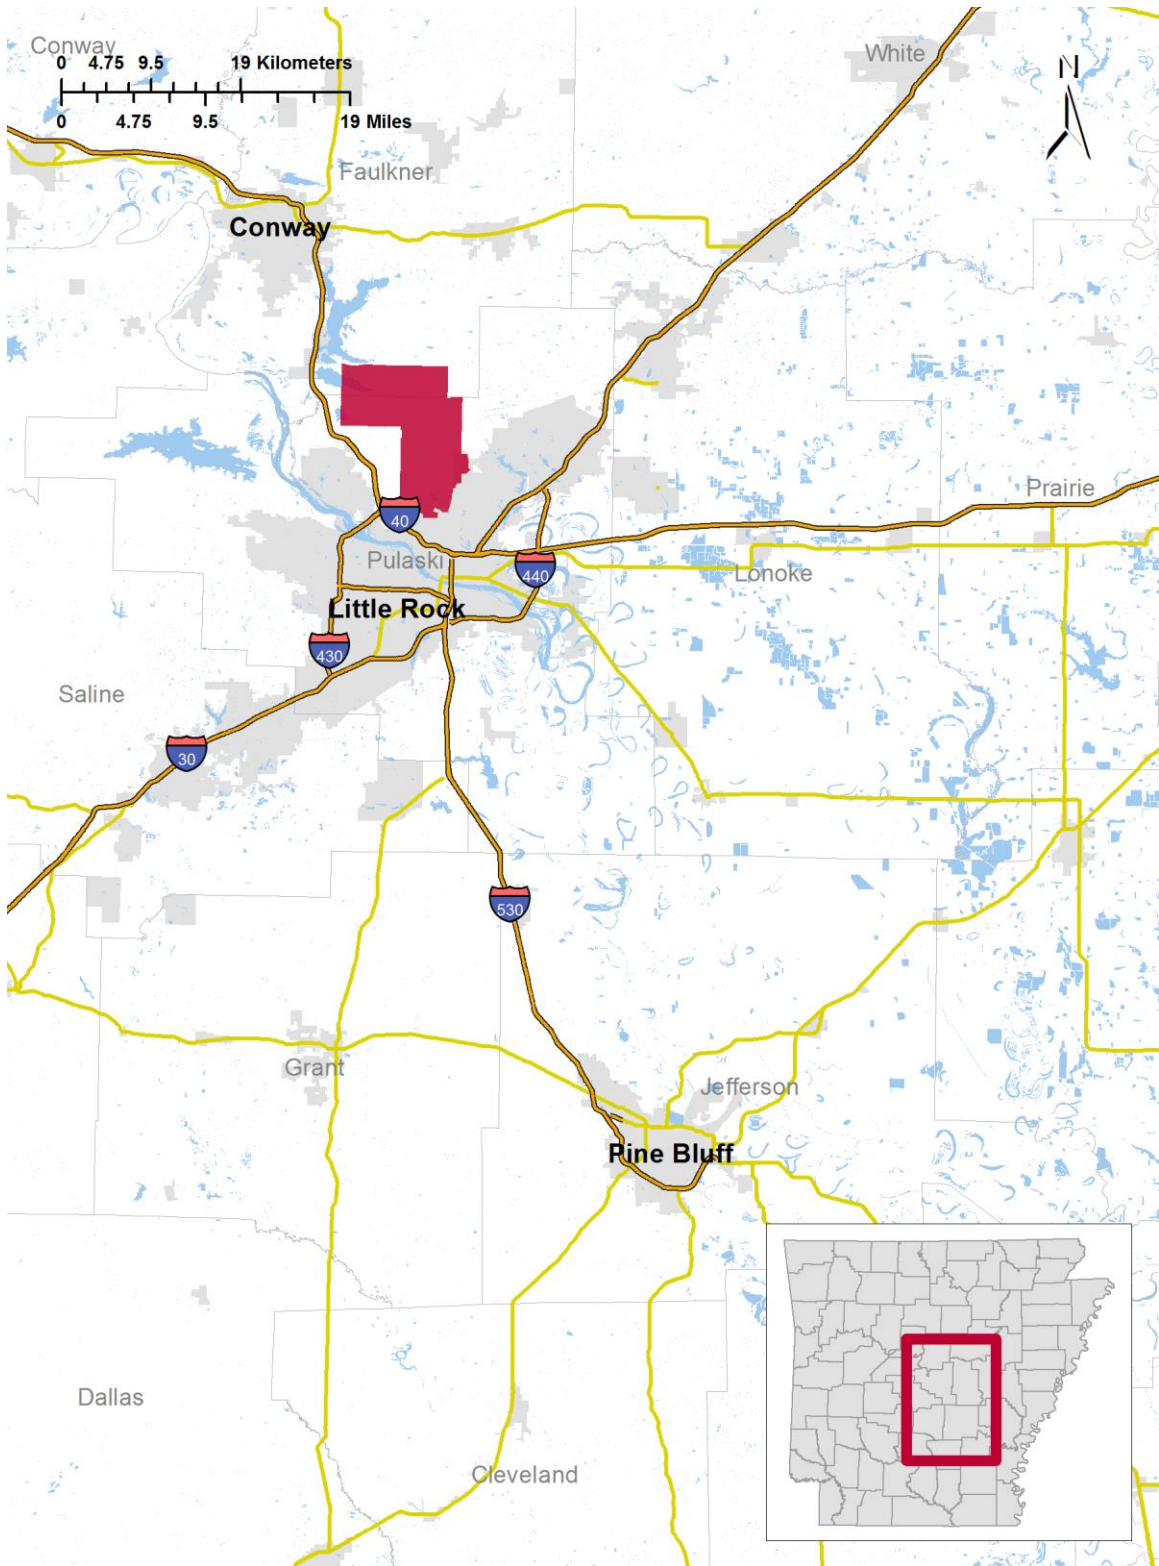 Conway
0 4.75 9.5 19 Kilometers
0 4.75 9.5 19 Miles
White
N
Faulkner
Conway
Prairie
40
Pulaski
440
Lonoke
Little Rock
430
Saline
30
530
Grant
Jefferson
Pine Bluff
Dallas
Cleveland